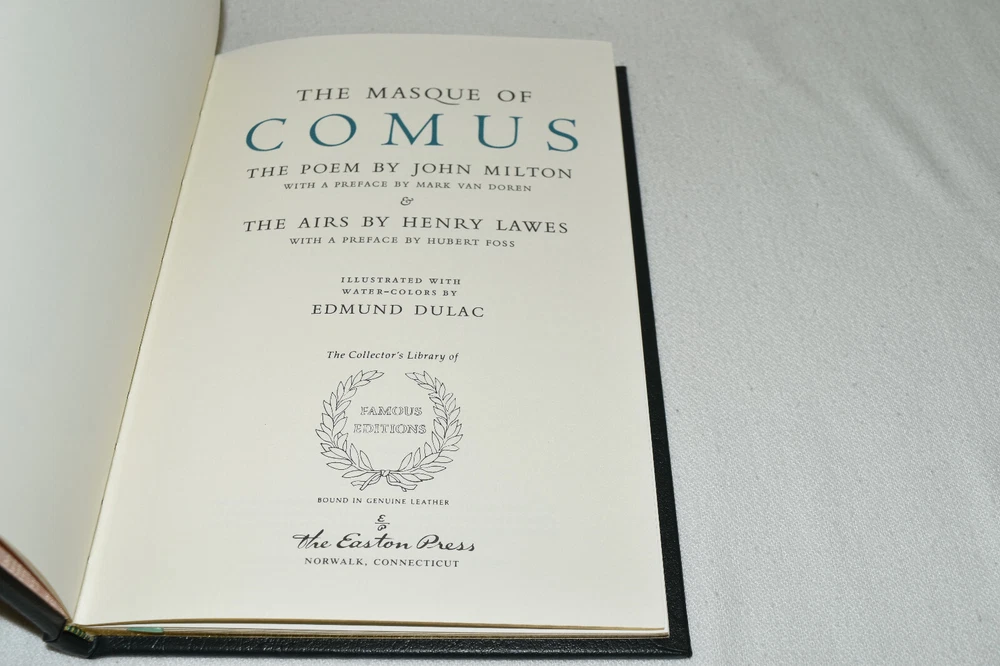 THE MASQUE OF
COMUS
THE POEM BY JOHN MILTON
WITH A PREFACE BY MARK VAN DOREN
&
THE AIRS BY HENRY LAWES
WITH A PREFACE BY HUBERT FOSS
ILLUSTRATED WITH
WATER-COLORS BY
EDMUND DULAC
The Collector's Library of
FAMOUS
EDITIONS
BOUND IN GENUINE LEATHER
E
P
the Easton Press
NORWALK, CONNECTICUT